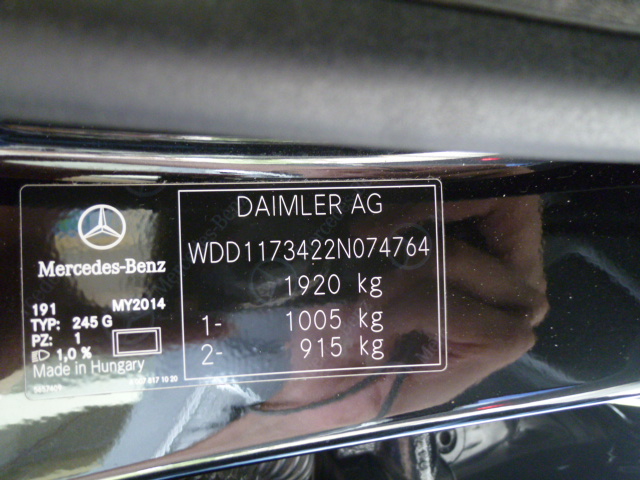 DAIMLER AG
WDD1173422N074764
1920 kg
1- 1005 kg
2- 915 kg
Mercedes-Benz
191 MY2014
TYP: 245 G
PZ: 1
1,0 %
Made in Hungary